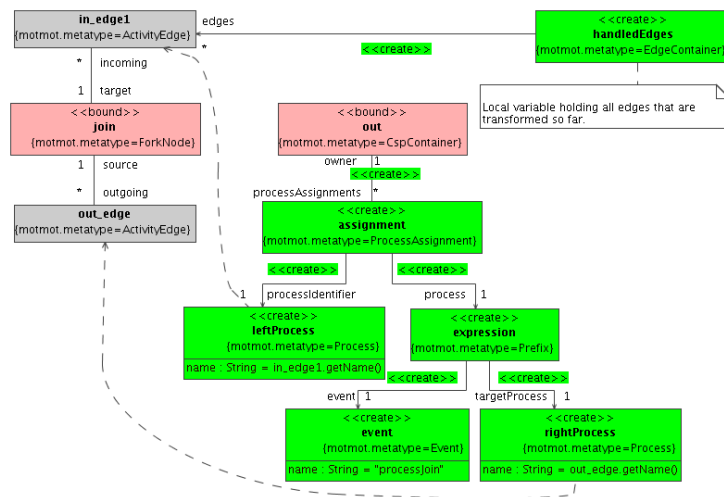 in_edge1
{motmot.metatype=ActivityEdge}
edges
*
<<create>>
<<create>>
handledEdges
{motmot.metatype=EdgeContainer}
* incoming
1 target
Local variable holding all edges that are
transformed so far.
<<bound>>
join
{motmot.metatype=ForkNode}
<<bound>>
out
{motmot.metatype=CspContainer}
1 source
* outgoing
owner 1
<<create>>
processAssignments *
out_edge
{motmot.metatype=ActivityEdge}
<<create>>
assignment
{motmot.metatype=ProcessAssignment}
<<create>>
<<create>>
1 processIdentifier
process 1
<<create>>
leftProcess
{motmot.metatype=Process}
name : String = in_edge1.getName()
<<create>>
expression
{motmot.metatype=Prefix}
<<create>>
<<create>>
event 1
targetProcess 1
<<create>>
event
{motmot.metatype=Event}
name : String = "processJoin"
<<create>>
rightProcess
{motmot.metatype=Process}
name : String = out_edge.getName()